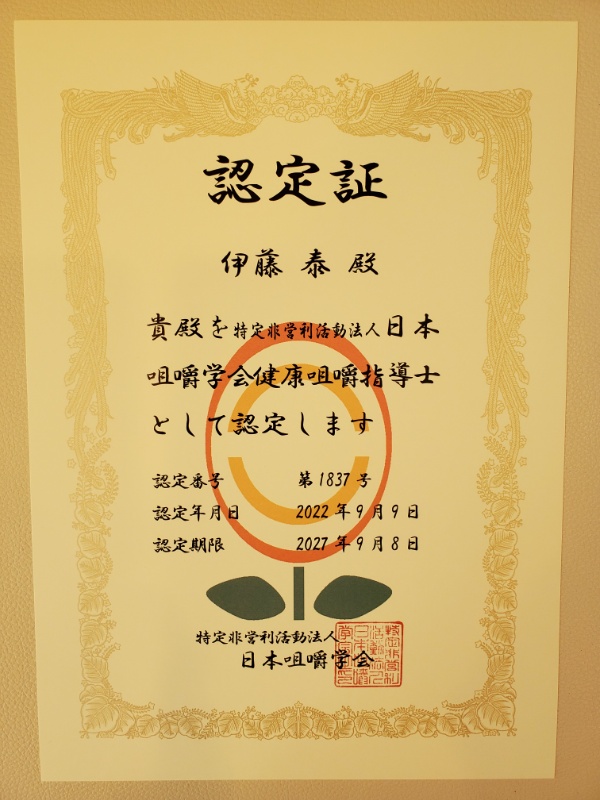 認定証
伊藤 泰 殿
貴殿を特定非営利活動法人日本
咀嚼学会健康咀嚼指導士
として認定します
認定番号 第1837号
認定年月日 2022年9月9日
認定期限 2027年9月8日
特定非営利活動法人
日本咀嚼学会